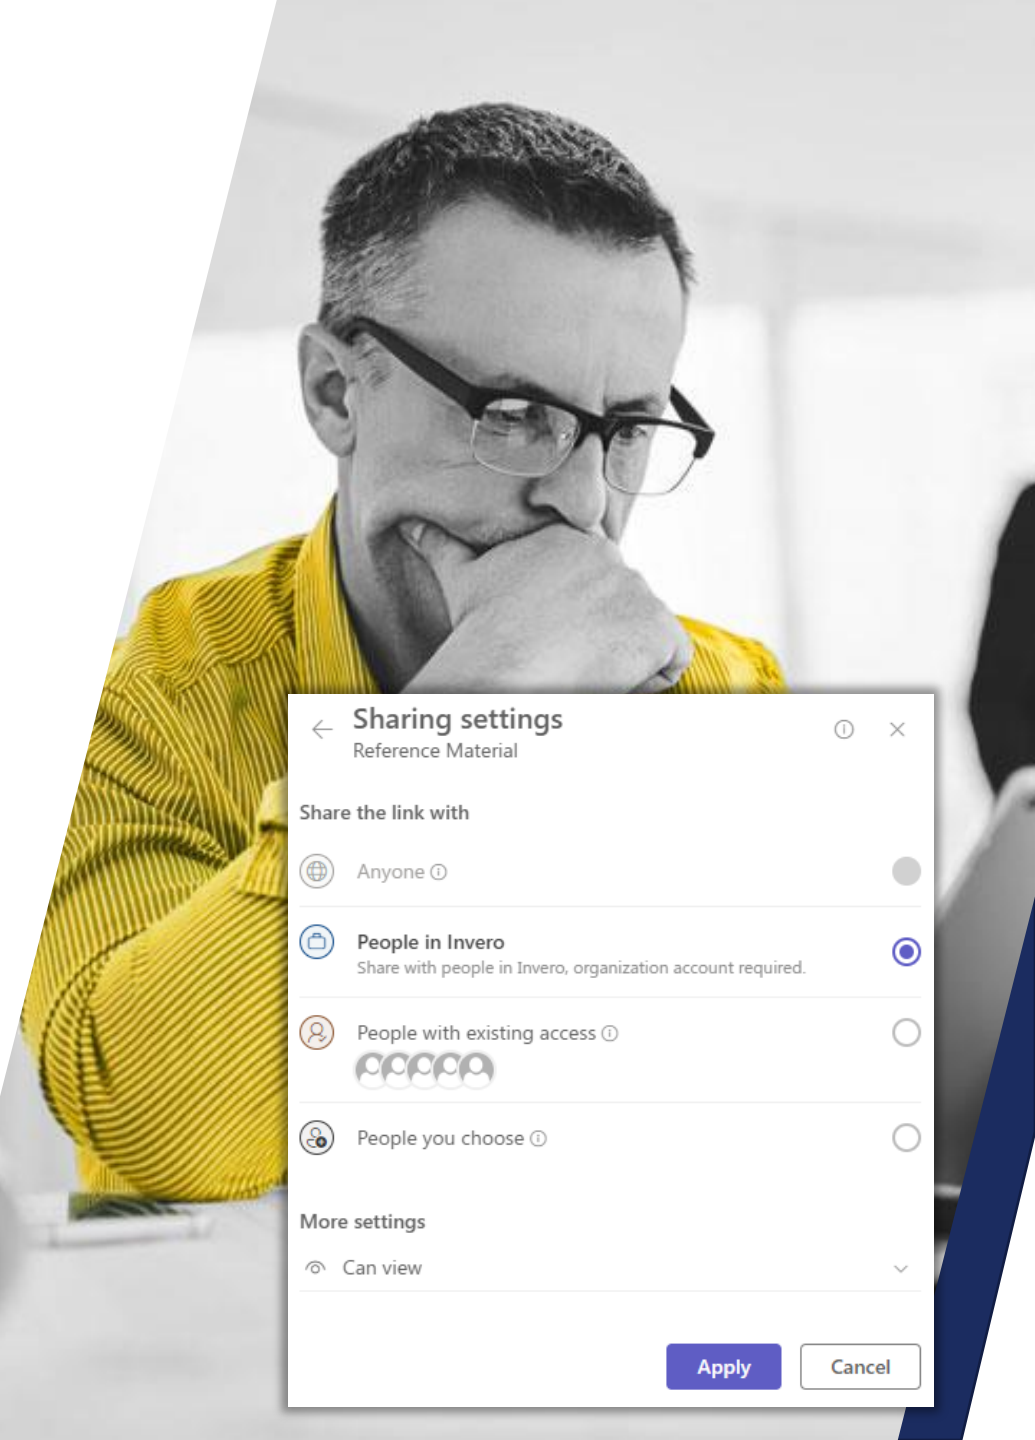 Sharing settings
Reference Material
Share the link with
Anyone
People in Invero
Share with people in Invero, organization account required.
People with existing access
People you choose
More settings
Can view
Apply
Cancel